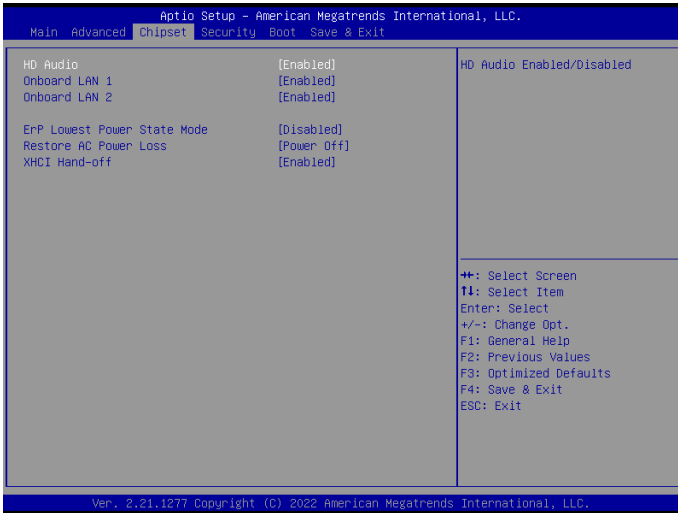 Aptio Setup – American Megatrends International, LLC.
Main Advanced Chipset Security Boot Save & Exit
HD Audio [Enabled]
Onboard LAN 1 [Enabled]
Onboard LAN 2 [Enabled]
ErP Lowest Power State Mode [Disabled]
Restore AC Power Loss [Power Off]
XHCI Hand-off [Enabled]
HD Audio Enabled/Disabled
→←: Select Screen
↑↓: Select Item
Enter: Select
+/-: Change Opt.
F1: General Help
F2: Previous Values
F3: Optimized Defaults
F4: Save & Exit
ESC: Exit
Ver. 2.21.1277 Copyright (C) 2022 American Megatrends International, LLC.